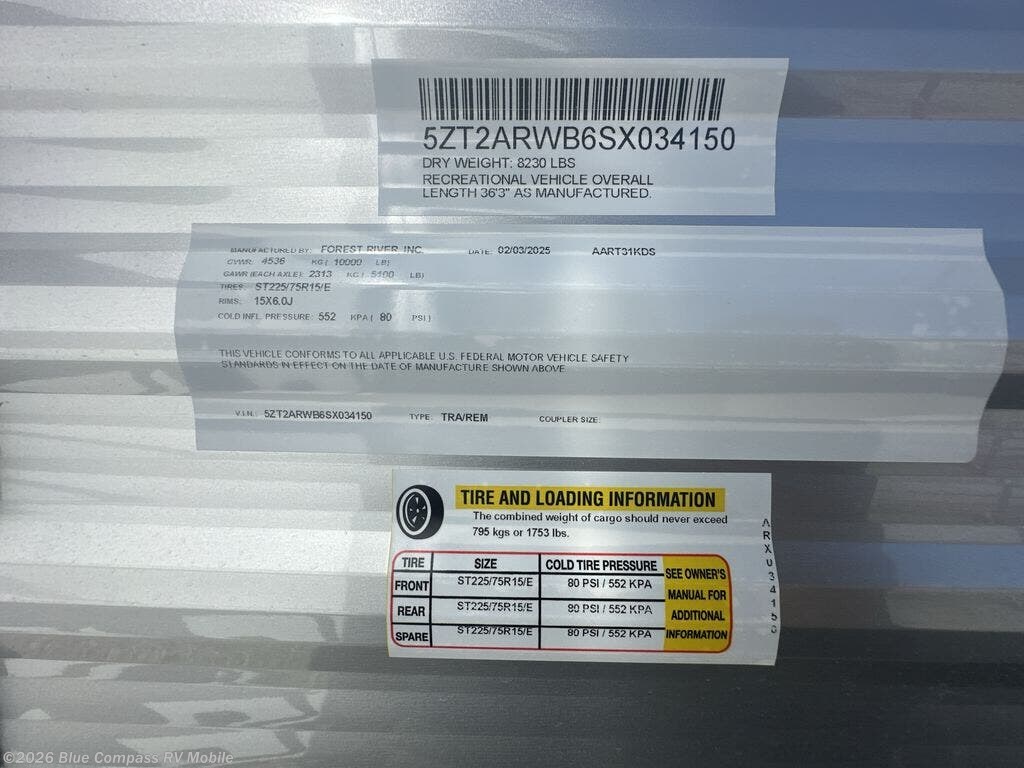 5ZT2ARWB6SX034150
DRY WEIGHT: 8230 LBS
RECREATIONAL VEHICLE OVERALL
LENGTH 36'3" AS MANUFACTURED.
MANUFACTURED BY: FOREST RIVER, INC. DATE: 02/03/2025 AART31KDS
GVWR: 4536 KG( 10000 LB)
GAWR (EACH AXLE): 2313 KG( 5100 LB)
TIRES: ST225/75R15/E
RIMS: 15X6.0J
COLD INFL. PRESSURE: 552 KPA( 80 PSI)
THIS VEHICLE CONFORMS TO ALL APPLICABLE U.S. FEDERAL MOTOR VEHICLE SAFETY
STANDARDS IN EFFECT ON THE DATE OF MANUFACTURE SHOWN ABOVE
V.I.N.: 5ZT2ARWB6SX034150 TYPE: TRA/REM COUPLER SIZE:
TIRE AND LOADING INFORMATION
The combined weight of cargo should never exceed
795 kgs or 1753 lbs.
TIRE SIZE COLD TIRE PRESSURE SEE OWNER'S MANUAL FOR ADDITIONAL INFORMATION
FRONT ST225/75R15/E 80 PSI / 552 KPA
REAR ST225/75R15/E 80 PSI / 552 KPA
SPARE ST225/75R15/E 80 PSI / 552 KPA
ARX034150
©2026 Blue Compass RV Mobile